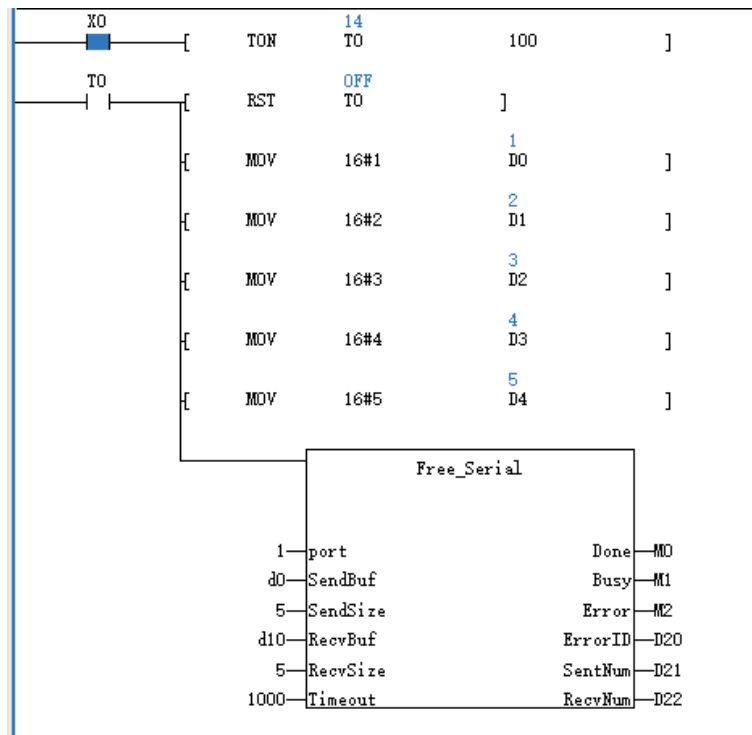 X0 14
[ TON T0 100 ]
T0 OFF
[ RST T0 ]
1
[ MOV 16#1 D0 ]
2
[ MOV 16#2 D1 ]
3
[ MOV 16#3 D2 ]
4
[ MOV 16#4 D3 ]
5
[ MOV 16#5 D4 ]
Free_Serial
1 port Done M0
d0 SendBuf Busy M1
5 SendSize Error M2
d10 RecvBuf ErrorID D20
5 RecvSize SentNum D21
1000 Timeout RecvNum D22